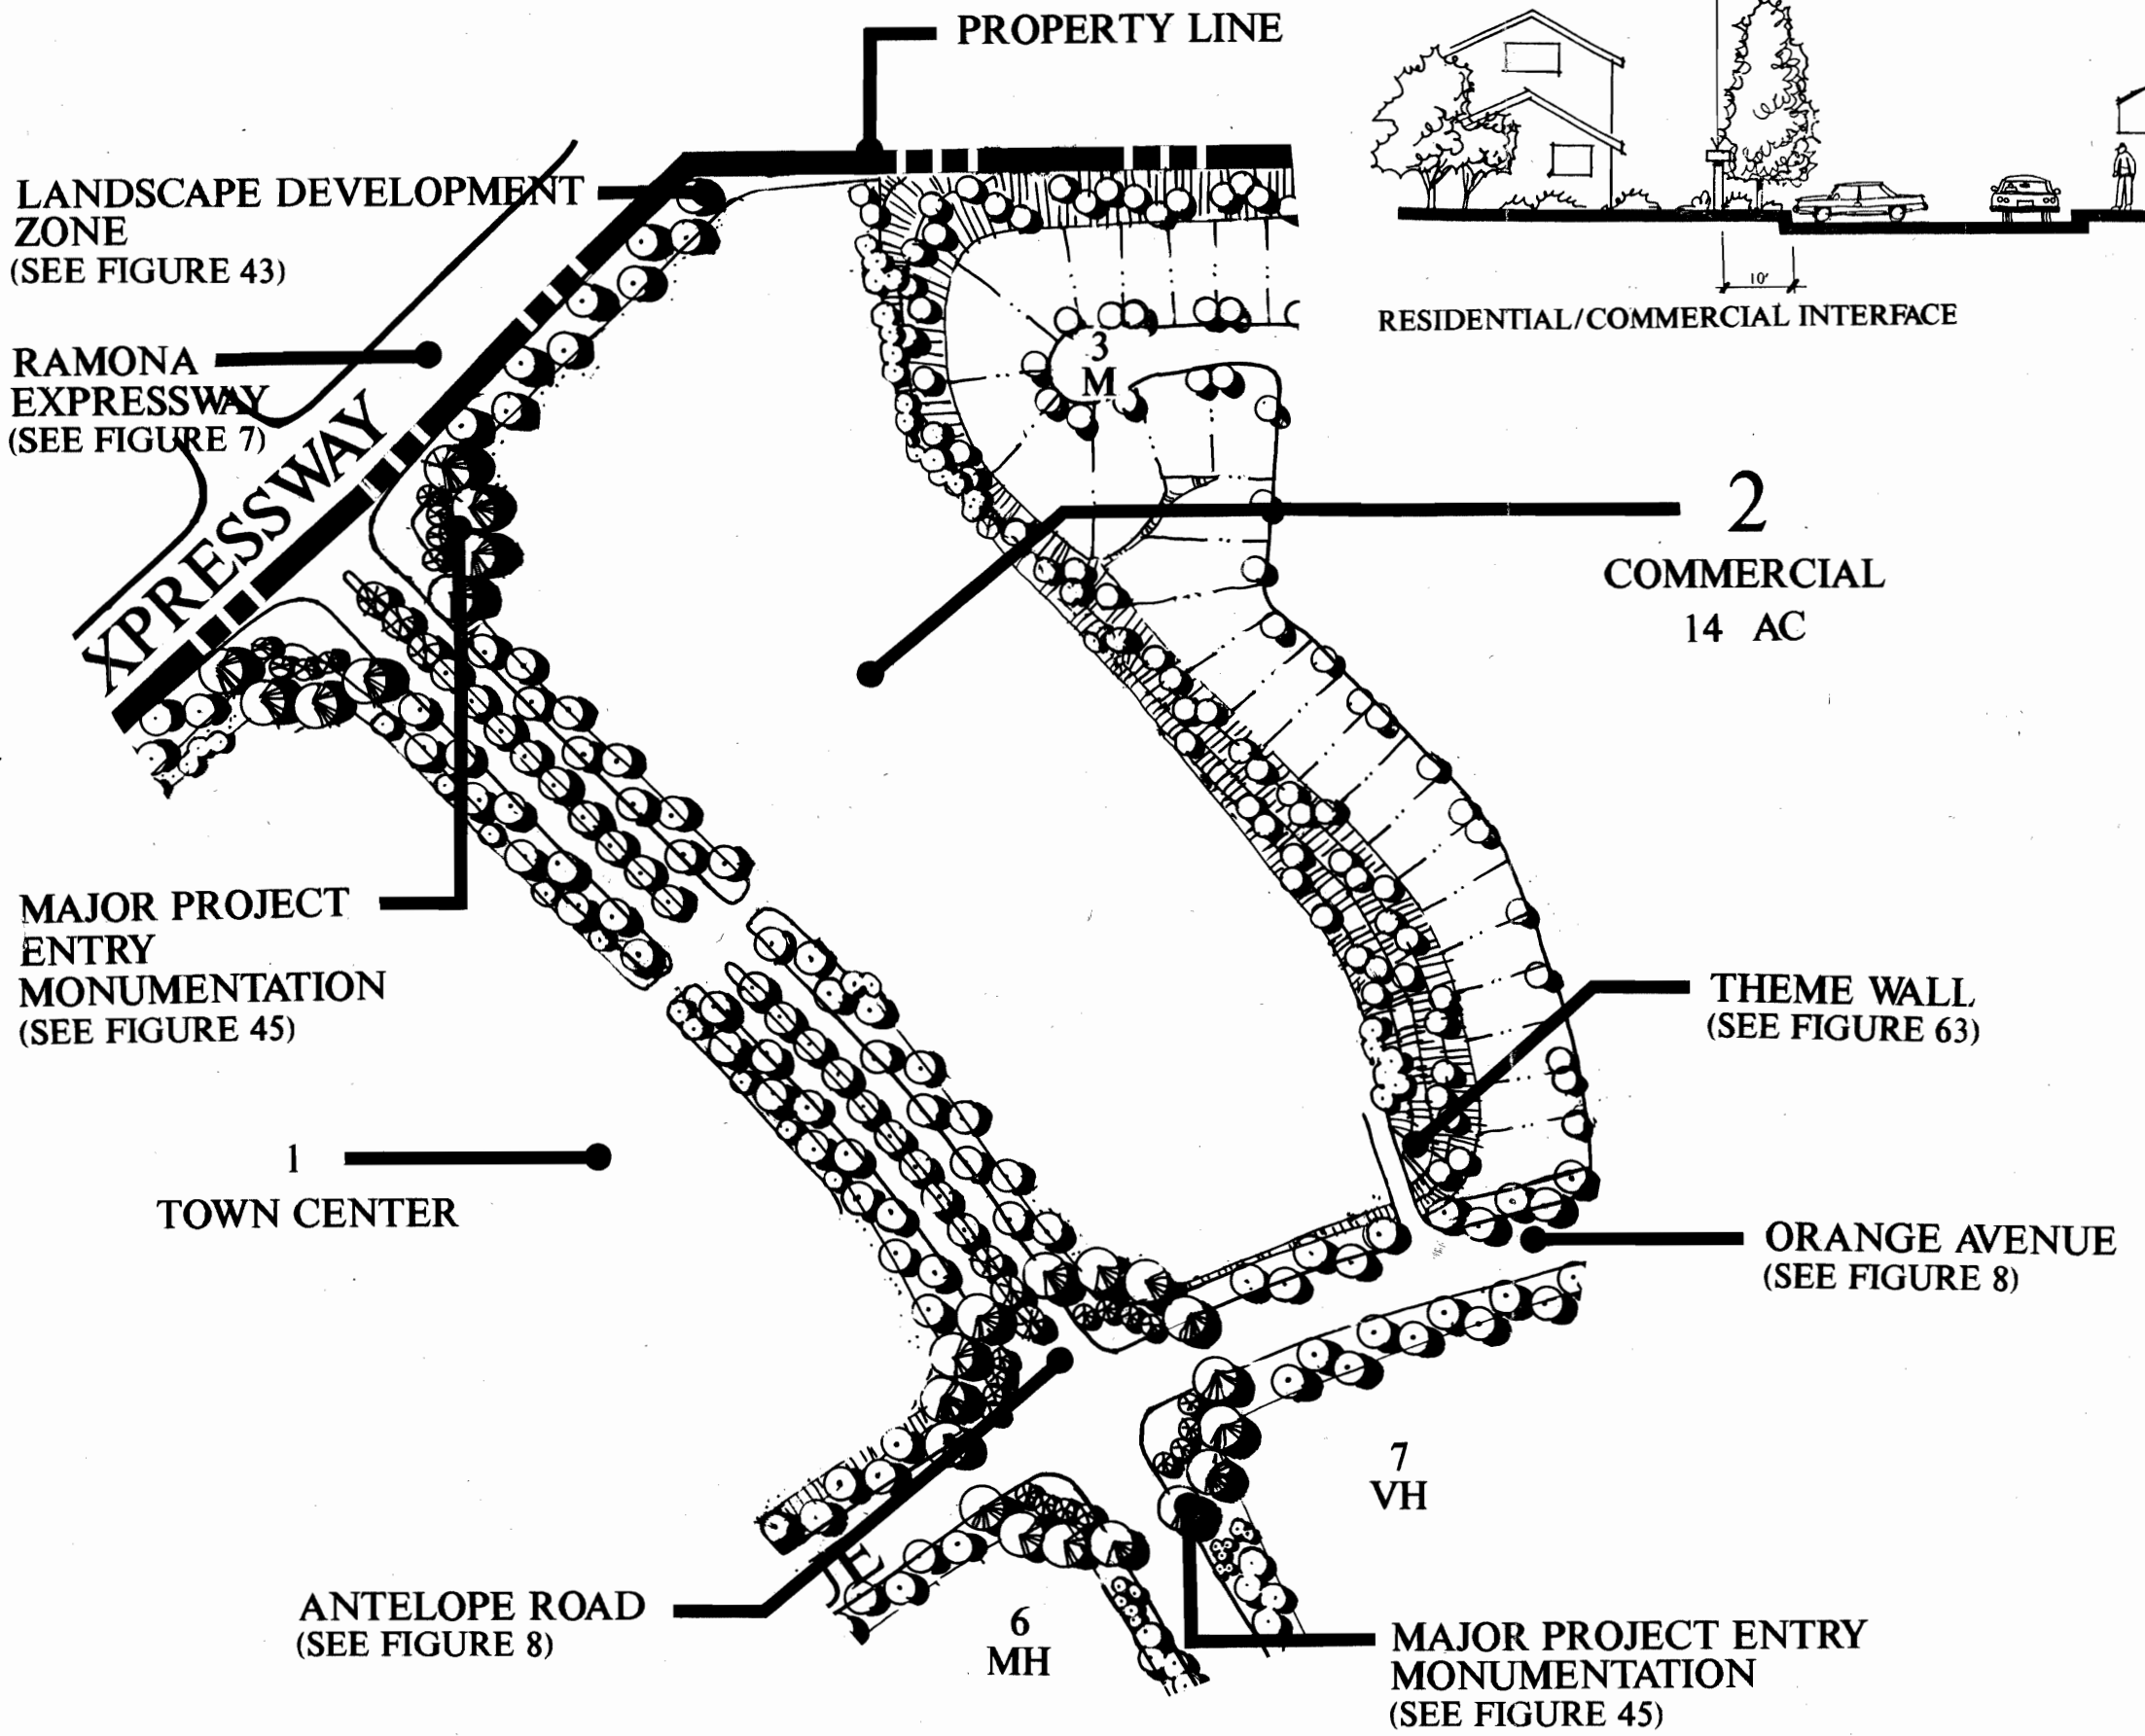 PROPERTY LINE
LANDSCAPE DEVELOPMENT
ZONE
(SEE FIGURE 43)
10'
RESIDENTIAL/COMMERCIAL INTERFACE
RAMONA
EXPRESSWAY
(SEE FIGURE 7)
XPRESSWAY
3
M
2
COMMERCIAL
14 AC
MAJOR PROJECT
ENTRY
MONUMENTATION
(SEE FIGURE 45)
THEME WALL
(SEE FIGURE 63)
1
TOWN CENTER
ORANGE AVENUE
(SEE FIGURE 8)
7
VH
UE
ANTELOPE ROAD
(SEE FIGURE 8)
6
MH
MAJOR PROJECT ENTRY
MONUMENTATION
(SEE FIGURE 45)